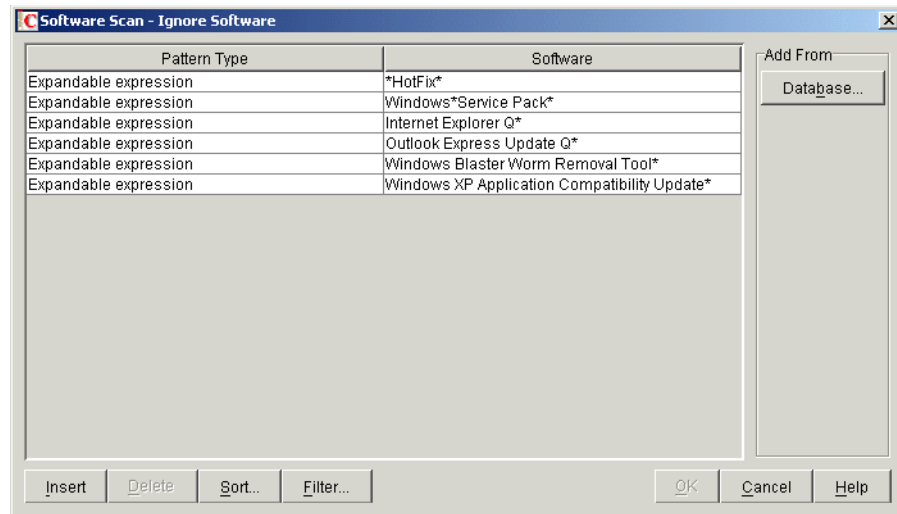 Software Scan - Ignore Software
Pattern Type Software
Expandable expression *HotFix*
Expandable expression Windows*Service Pack*
Expandable expression Internet Explorer Q*
Expandable expression Outlook Express Update Q*
Expandable expression Windows Blaster Worm Removal Tool*
Expandable expression Windows XP Application Compatibility Update*
Add From
Database...
Insert Delete Sort... Filter... OK Cancel Help